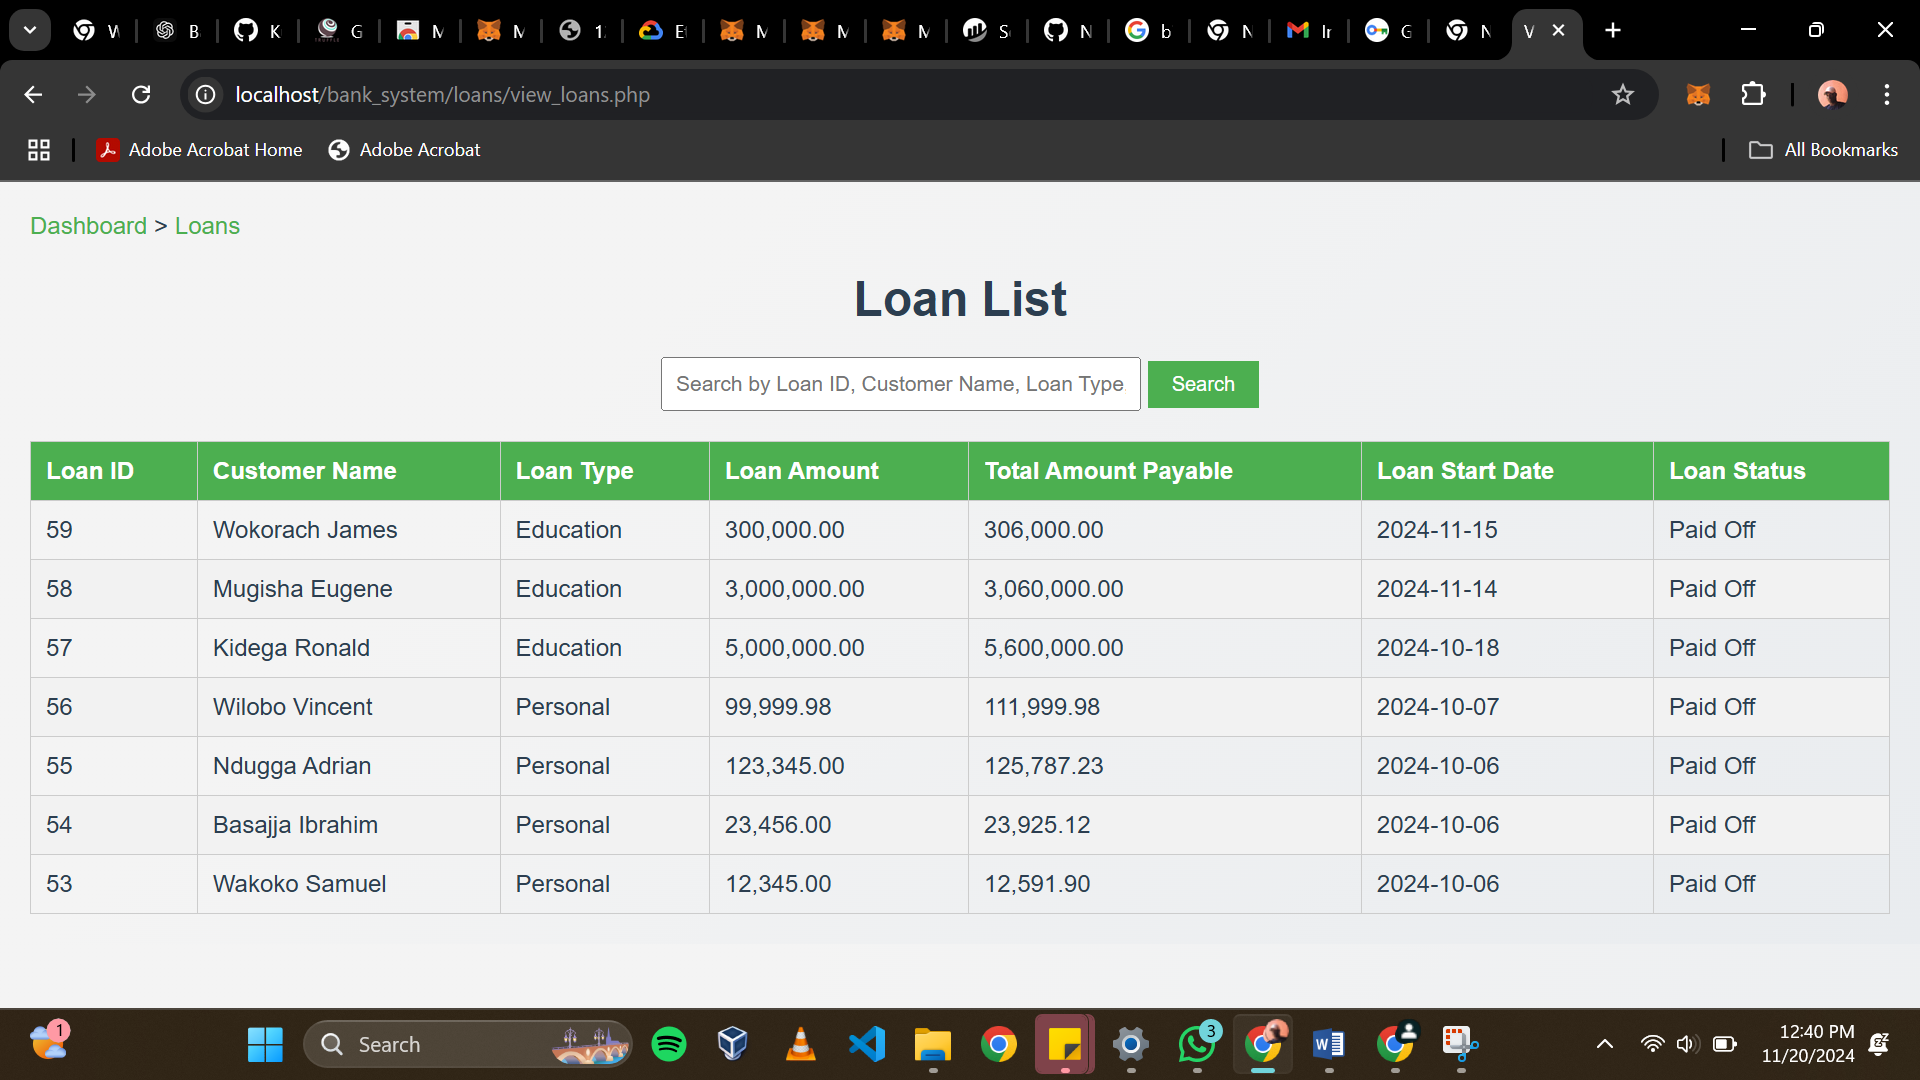 W
B
K
G
M
M
1
E
M
M
M
S
N
b
N
Ir
G
N
V
localhost/bank_system/loans/view_loans.php
Adobe Acrobat Home
Adobe Acrobat
All Bookmarks
Dashboard > Loans
Loan List
Search by Loan ID, Customer Name, Loan Type
Search
Loan ID Customer Name Loan Type Loan Amount Total Amount Payable Loan Start Date Loan Status
59 Wokorach James Education 300,000.00 306,000.00 2024-11-15 Paid Off
58 Mugisha Eugene Education 3,000,000.00 3,060,000.00 2024-11-14 Paid Off
57 Kidega Ronald Education 5,000,000.00 5,600,000.00 2024-10-18 Paid Off
56 Wilobo Vincent Personal 99,999.98 111,999.98 2024-10-07 Paid Off
55 Ndugga Adrian Personal 123,345.00 125,787.23 2024-10-06 Paid Off
54 Basajja Ibrahim Personal 23,456.00 23,925.12 2024-10-06 Paid Off
53 Wakoko Samuel Personal 12,345.00 12,591.90 2024-10-06 Paid Off
1
Search
3
12:40 PM
11/20/2024